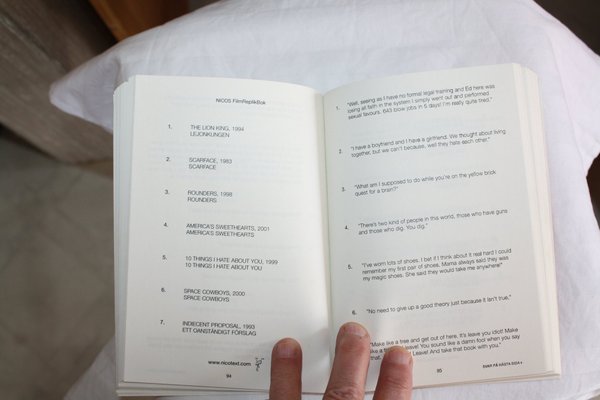 NICOS FilmReplikBok
1. THE LION KING, 1994
LEJONKUNGEN
2. SCARFACE, 1983
SCARFACE
3. ROUNDERS, 1998
ROUNDERS
4. AMERICA'S SWEETHEARTS, 2001
AMERICA'S SWEETHEARTS
5. 10 THINGS I HATE ABOUT YOU, 1999
10 THINGS I HATE ABOUT YOU
6. SPACE COWBOYS, 2000
SPACE COWBOYS
7. INDIECENT PROPOSAL, 1993
ETT OANSTÄNDIGT FÖRSLAG
www.nicotext.com
94
1. "Well, seeing as I have no formal legal training and Ed here was
losing all faith in the system I simply went out and performed
sexual favours. 643 blow jobs in 5 days! I'm really quite tired."
2. "I have a boyfriend and I have a girlfriend. We thought about living
together, but we can't because, well they hate each other."
3. "What am I supposed to do while you're on the yellow brick
quest for a brain?"
4. "There's two kind of people in this world, those who have guns
and those who dig. You dig."
5. "I've worn lots of shoes, I bet if I think about it real hard I could
remember my first pair of shoes. Mama always said they was
my magic shoes. She said they would take me anywhere"
6. "No need to give up a good theory just because it isn't true."
"Make like a tree and get out of here. It's leave you idiot! Make
like a leave! You sound like a damn fool when you say
that. Leave! And take that book with you."
95
SVAR PÅ NÄSTA SIDA